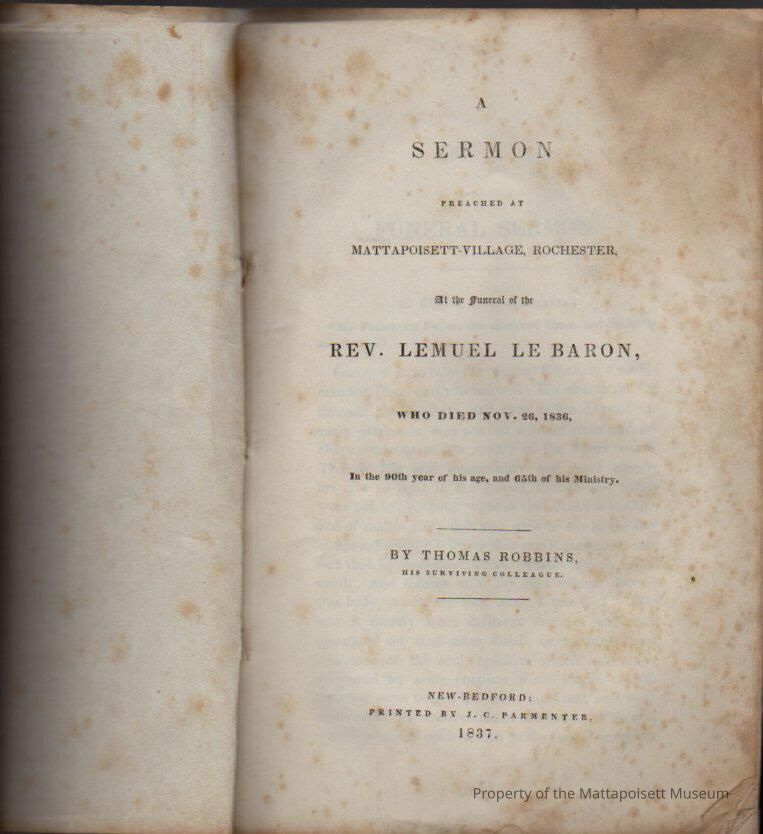 A
SERMON
PREACHED AT
MATTAPOISETT-VILLAGE, ROCHESTER,
At the Funeral of the
REV. LEMUEL LE BARON,
WHO DIED NOV. 26, 1836,
In the 90th year of his age, and 65th of his Ministry.
BY THOMAS ROBBINS,
HIS SURVIVING COLLEAGUE.
NEW-BEDFORD:
PRINTED BY J. C. PARMENTER,
1837.
Property of the Mattapoisett Museum